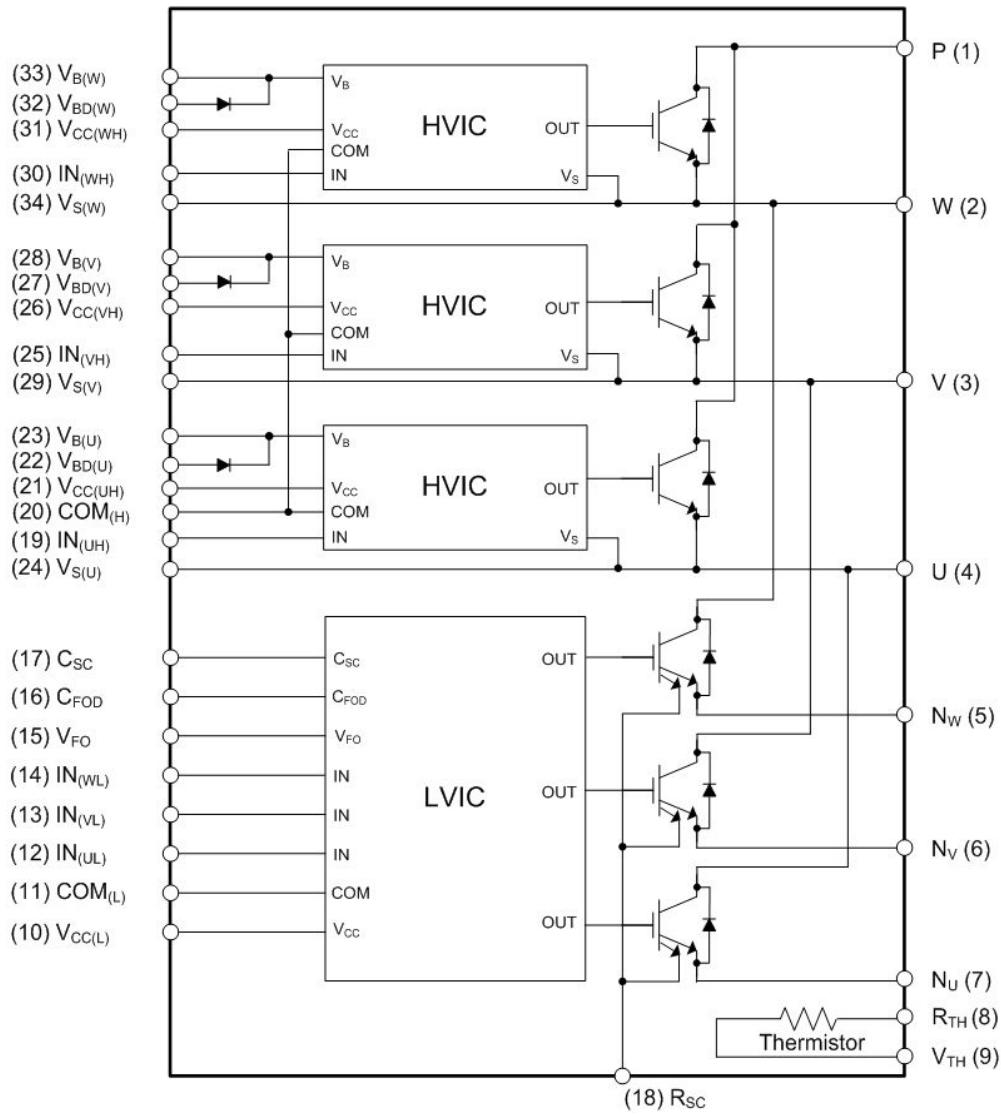 P (1)
(33) VB(W)
(32) VBD(W)
(31) VCC(WH)
(30) IN(WH)
(34) VS(W)
VB
VCC
COM
IN
HVIC
OUT
VS
W (2)
(28) VB(V)
(27) VBD(V)
(26) VCC(VH)
(25) IN(VH)
(29) VS(V)
VB
VCC
COM
IN
HVIC
OUT
VS
V (3)
(23) VB(U)
(22) VBD(U)
(21) VCC(UH)
(20) COM(H)
(19) IN(UH)
(24) VS(U)
VB
VCC
COM
IN
HVIC
OUT
VS
U (4)
(17) CSC
(16) CFOD
(15) VFO
(14) IN(WL)
(13) IN(VL)
(12) IN(UL)
(11) COM(L)
(10) VCC(L)
CSC
CFOD
VFO
IN
IN
IN
COM
VCC
LVIC
OUT
OUT
OUT
NW (5)
NV (6)
NU (7)
RTH (8)
Thermistor
VTH (9)
(18) RSC